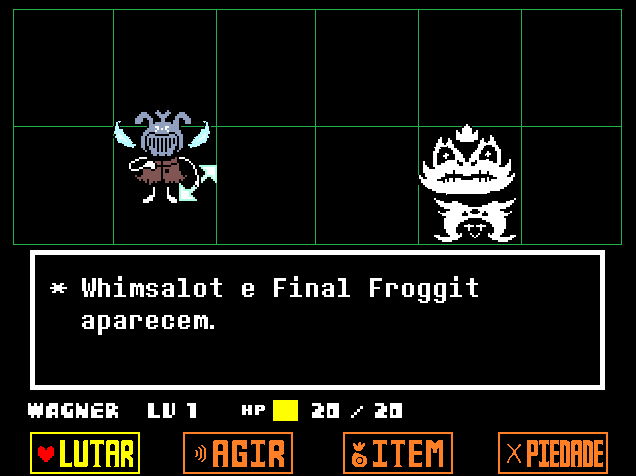 * Whimsalot e Final Froggit
aparecem.
WAGNER LV 1 HP 20 / 20
LUTAR AGIR ITEM PIEDADE